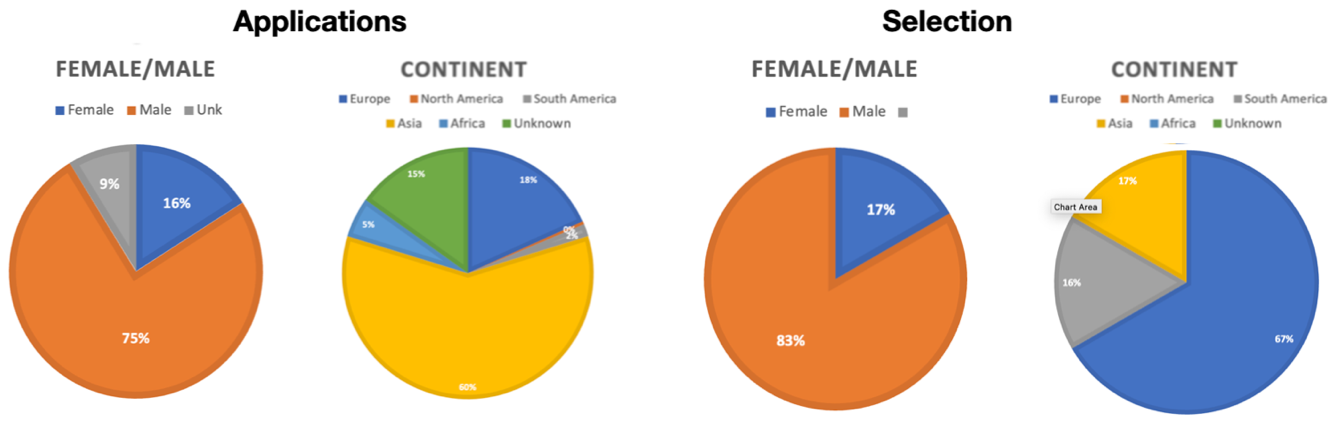 Applications
Selection
FEMALE/MALE
Female Male Unk
9%
16%
75%
CONTINENT
Europe North America South America
Asia Africa Unknown
15%
18%
0%
2%
5%
60%
FEMALE/MALE
Female Male
17%
83%
CONTINENT
Europe North America South America
Asia Africa Unknown
17%
Chart Area
16%
67%